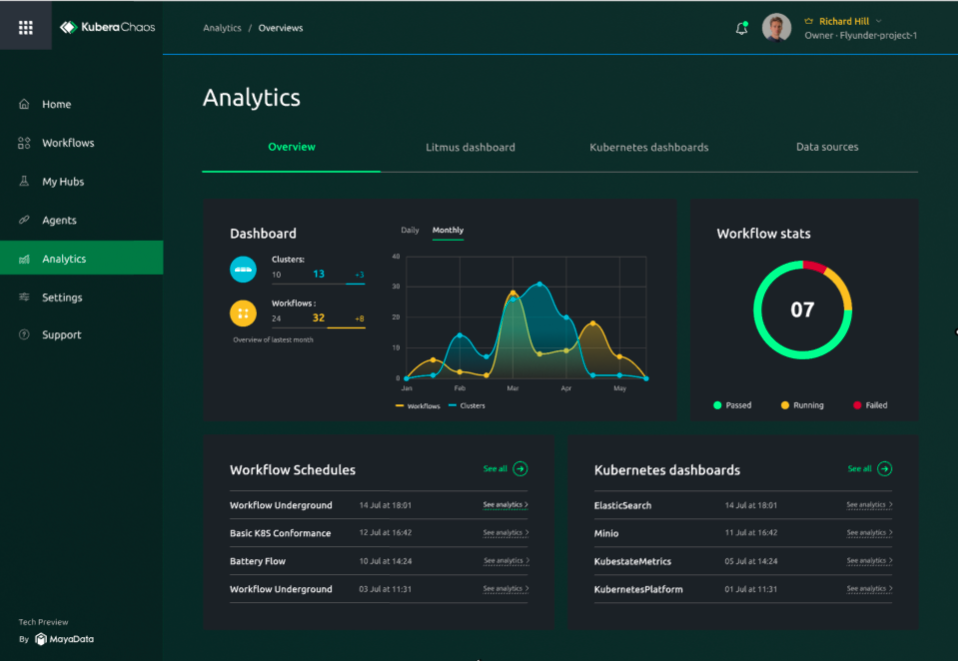 KuberaChaos
Analytics / Overviews
Richard Hill
Owner - Flyunder-project-1
Home
Workflows
My Hubs
Agents
Analytics
Settings
Support
Tech Preview
By MayaData
Analytics
Overview Litmus dashboard Kubernetes dashboards Data sources
Dashboard
Clusters:
10 13 +3
Workflows :
24 32 +8
Overview of lastest month
Daily Monthly
40
30
20
10
0
Jan Feb Mar Apr May
Workflows Clusters
Workflow stats
07
Passed Running Failed
Workflow Schedules See all
Workflow Underground 14 Jul at 18:01 See analytics
Basic K8S Conformance 12 Jul at 16:42 See analytics
Battery Flow 10 Jul at 14:24 See analytics
Workflow Underground 03 Jul at 11:31 See analytics
Kubernetes dashboards See all
ElasticSearch 14 Jul at 18:01 See analytics
Minio 11 Jul at 16:42 See analytics
KubestateMetrics 05 Jul at 14:24 See analytics
KubernetesPlatform 01 Jul at 11:31 See analytics